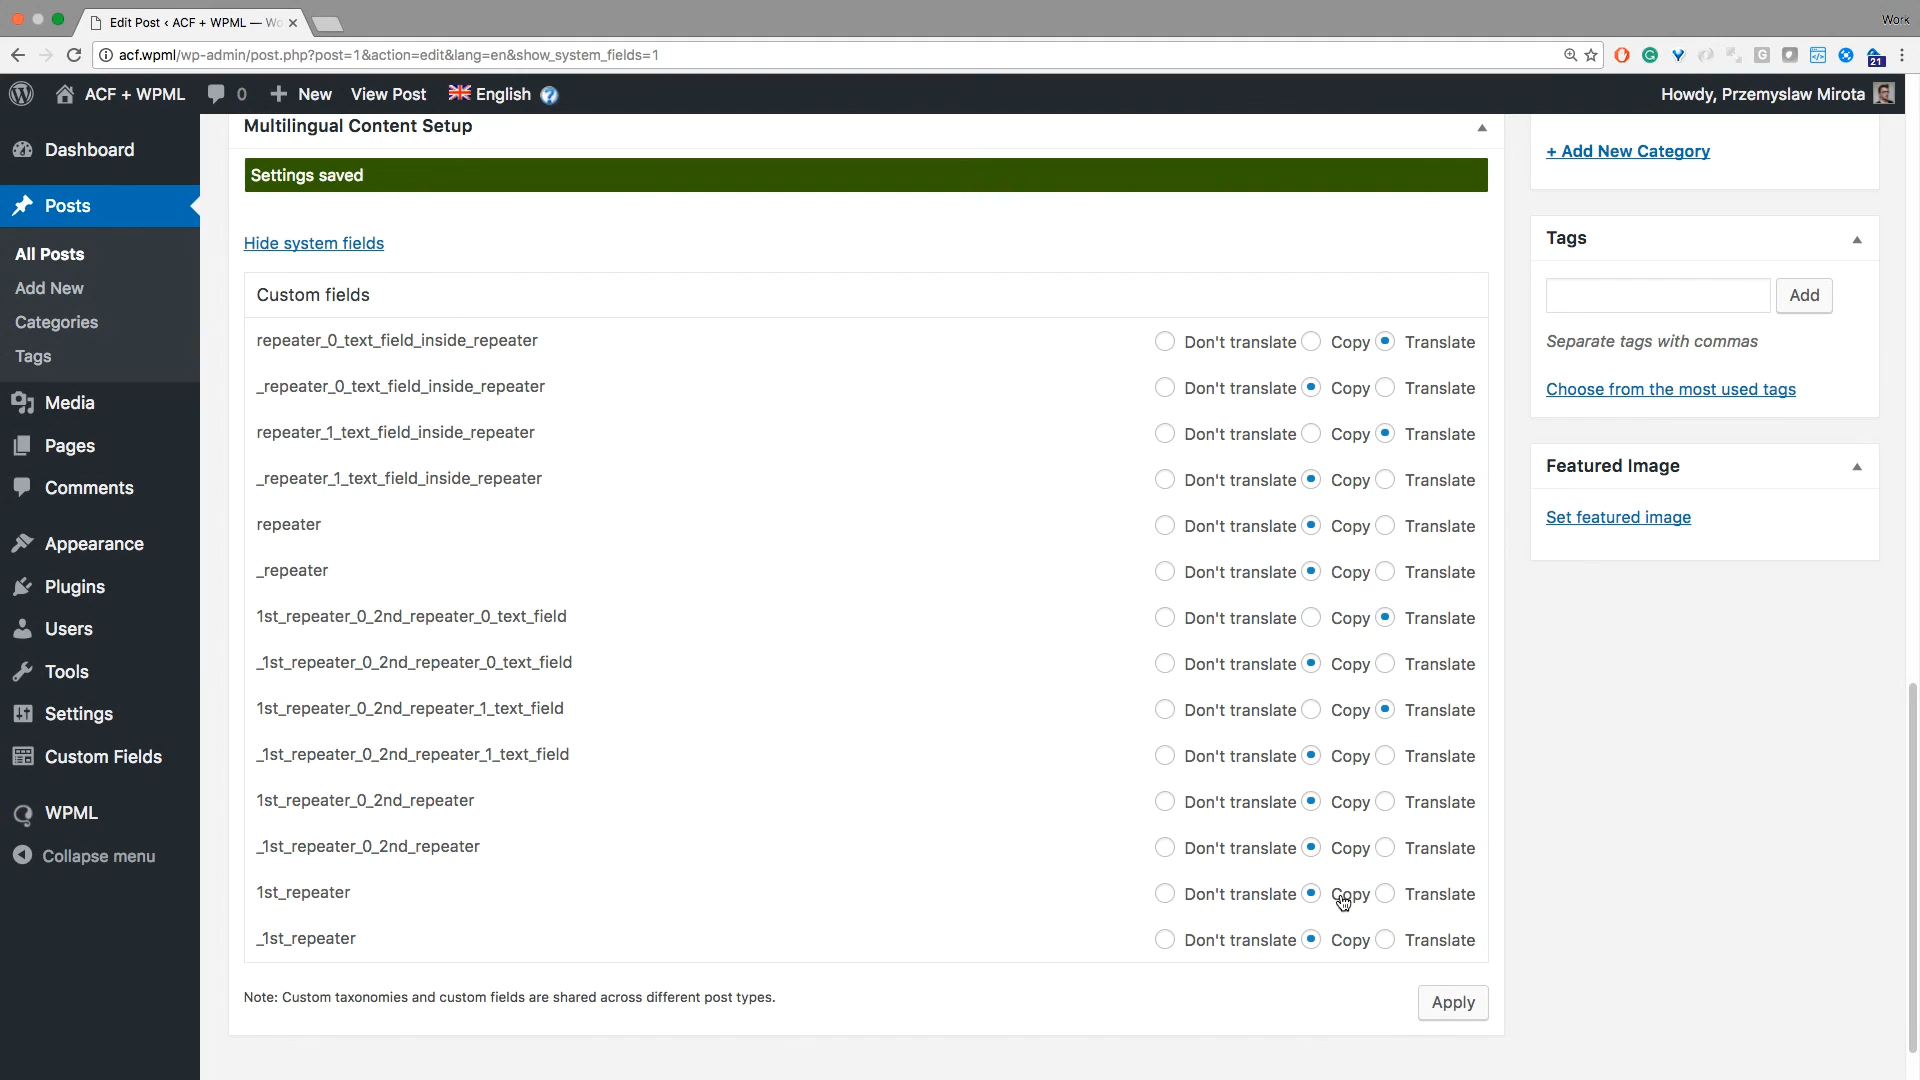 Edit Post ‹ ACF + WPML — Wo
Work
acf.wpml/wp-admin/post.php?post=1&action=edit&lang=en&show_system_fields=1
21
ACF + WPML
0
New
View Post
English
Howdy, Przemyslaw Mirota
Dashboard
Posts
All Posts
Add New
Categories
Tags
Media
Pages
Comments
Appearance
Plugins
Users
Tools
Settings
Custom Fields
WPML
Collapse menu
Multilingual Content Setup
Settings saved
Hide system fields
Custom fields
repeater_0_text_field_inside_repeater Don't translate Copy Translate
_repeater_0_text_field_inside_repeater Don't translate Copy Translate
repeater_1_text_field_inside_repeater Don't translate Copy Translate
_repeater_1_text_field_inside_repeater Don't translate Copy Translate
repeater Don't translate Copy Translate
_repeater Don't translate Copy Translate
1st_repeater_0_2nd_repeater_0_text_field Don't translate Copy Translate
_1st_repeater_0_2nd_repeater_0_text_field Don't translate Copy Translate
1st_repeater_0_2nd_repeater_1_text_field Don't translate Copy Translate
_1st_repeater_0_2nd_repeater_1_text_field Don't translate Copy Translate
1st_repeater_0_2nd_repeater Don't translate Copy Translate
_1st_repeater_0_2nd_repeater Don't translate Copy Translate
1st_repeater Don't translate Copy Translate
_1st_repeater Don't translate Copy Translate
Note: Custom taxonomies and custom fields are shared across different post types.
Apply
+ Add New Category
Tags
Add
Separate tags with commas
Choose from the most used tags
Featured Image
Set featured image